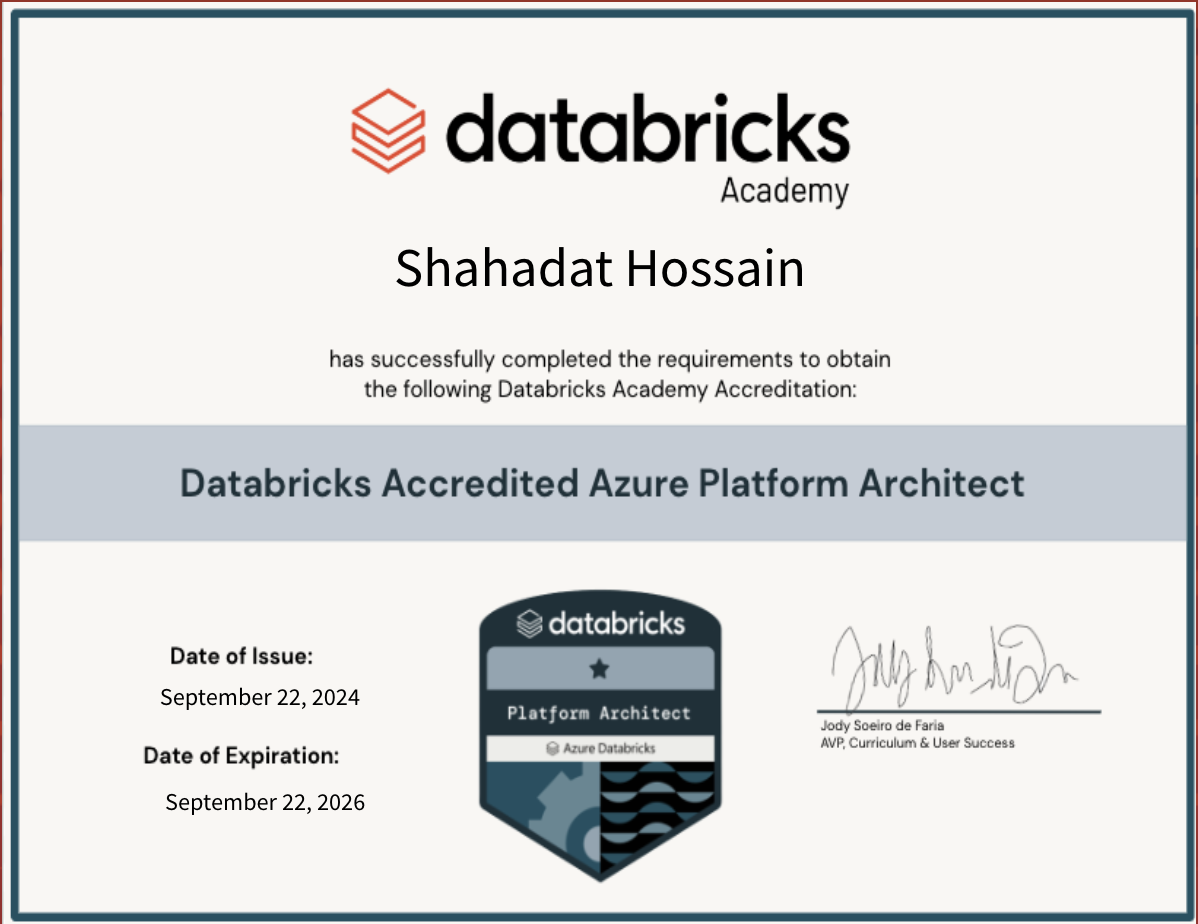 databricks
Academy
Shahadat Hossain
has successfully completed the requirements to obtain
the following Databricks Academy Accreditation:
Databricks Accredited Azure Platform Architect
Date of Issue:
September 22, 2024
Date of Expiration:
September 22, 2026
databricks
Platform Architect
Azure Databricks
Jody Soeiro de Faria
AVP, Curriculum & User Success